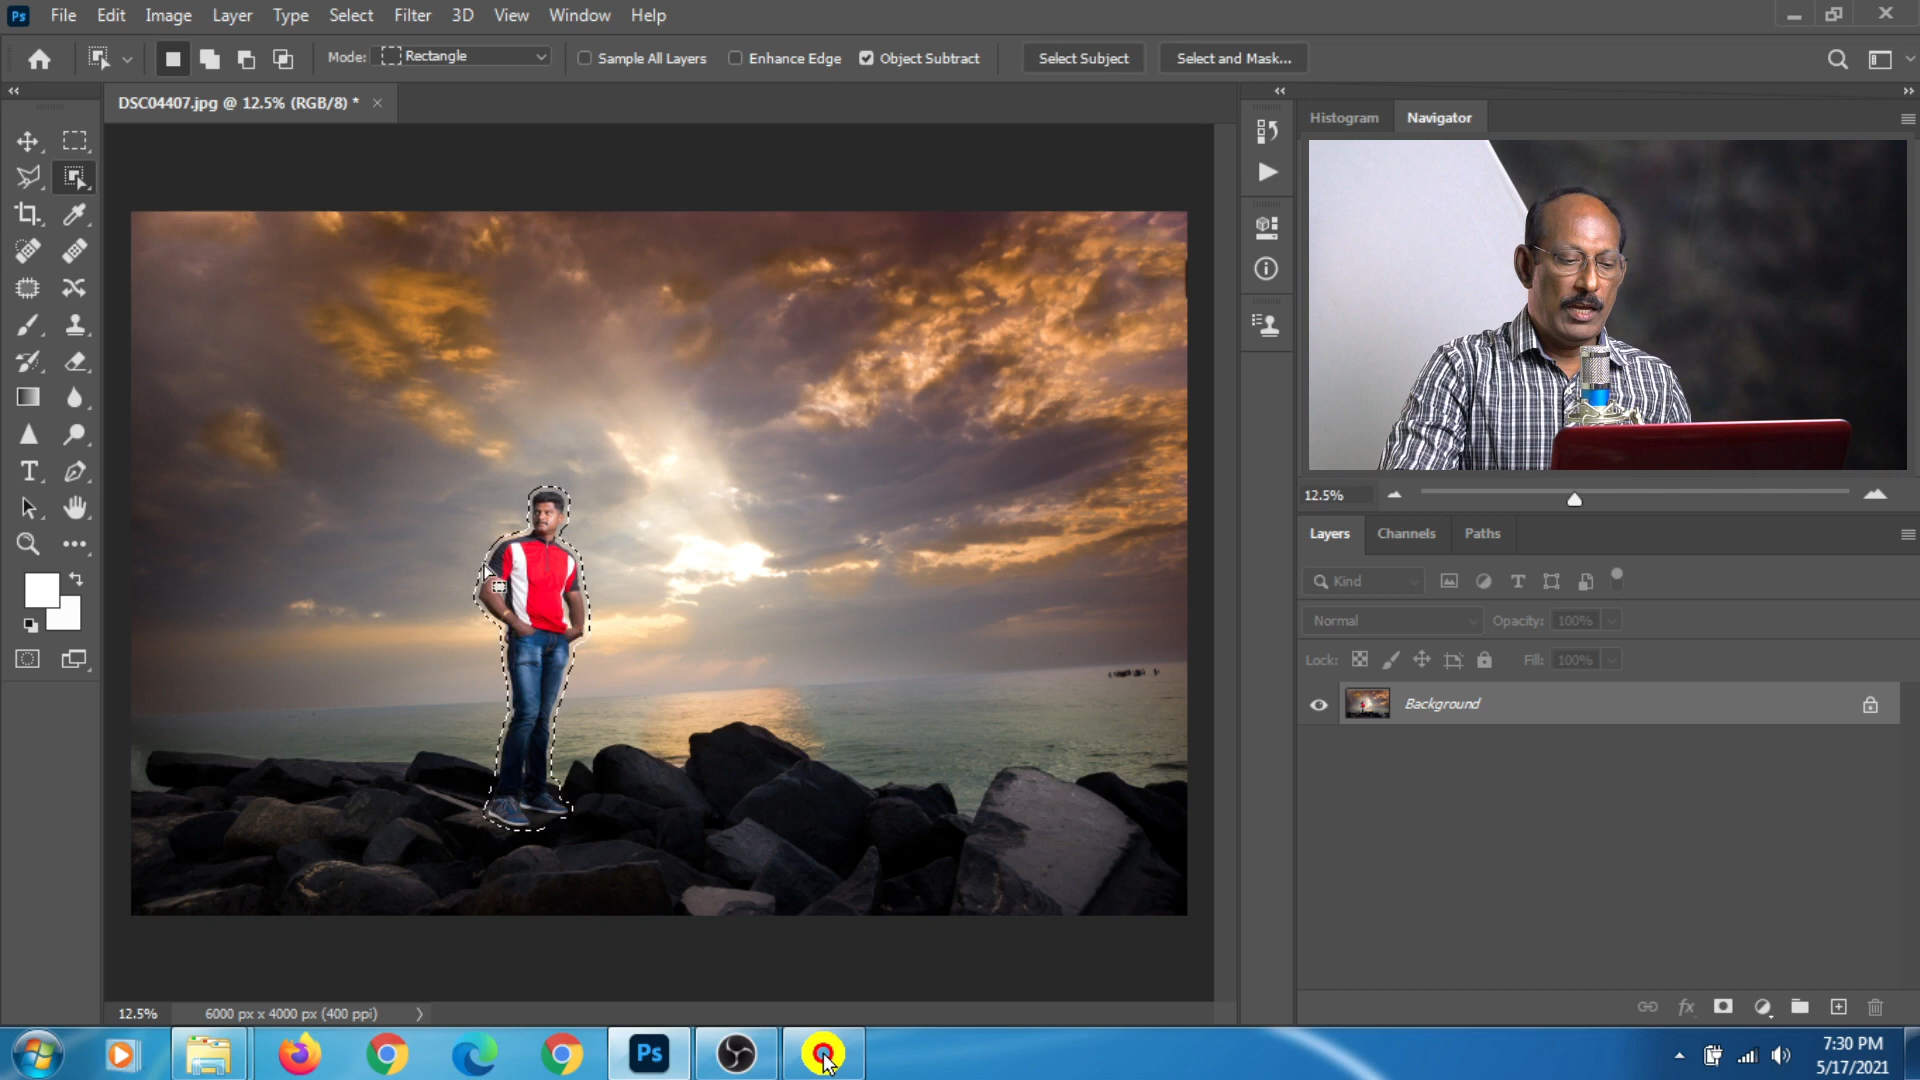 Ps File Edit Image Layer Type Select Filter 3D View Window Help
Mode: Rectangle Sample All Layers Enhance Edge Object Subtract Select Subject Select and Mask...
DSC04407.jpg @ 12.5% (RGB/8) * ×
Histogram Navigator
12.5%
Layers Channels Paths
Kind
Normal Opacity: 100%
Lock: Fill: 100%
Background
12.5% 6000 px x 4000 px (400 ppi)
fx
Ps
7:30 PM
5/17/2021